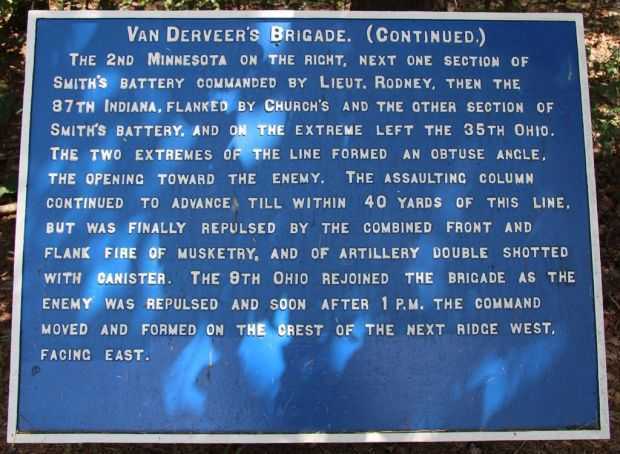 Van Derveer's Brigade. (Continued.)
The 2nd Minnesota on the right, next one section of
Smith's battery commanded by Lieut. Rodney, then the
87th Indiana, flanked by Church's and the other section of
Smith's battery, and on the extreme left the 35th Ohio.
The two extremes of the line formed an obtuse angle,
the opening toward the enemy. The assaulting column
continued to advance till within 40 yards of this line,
but was finally repulsed by the combined front and
flank fire of musketry, and of artillery double shotted
with canister. The 9th Ohio rejoined the brigade as the
enemy was repulsed and soon after 1 p.m. the command
moved and formed on the crest of the next ridge west,
facing east.